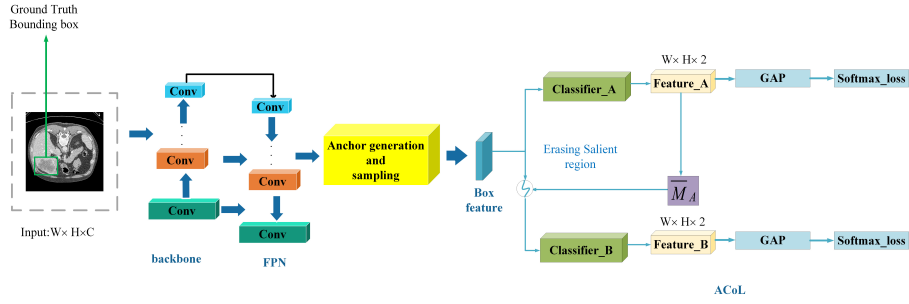 Ground Truth
Bounding box
Input:W× H×C
Conv
Conv
Conv
backbone
Conv
Conv
Conv
FPN
Anchor generation
and
sampling
Box
feature
Classifier_A
W× H× 2
Feature_A
GAP
Softmax_loss
Erasing Salient
region
M̅_A
Classifier_B
W× H× 2
Feature_B
GAP
Softmax_loss
ACoL